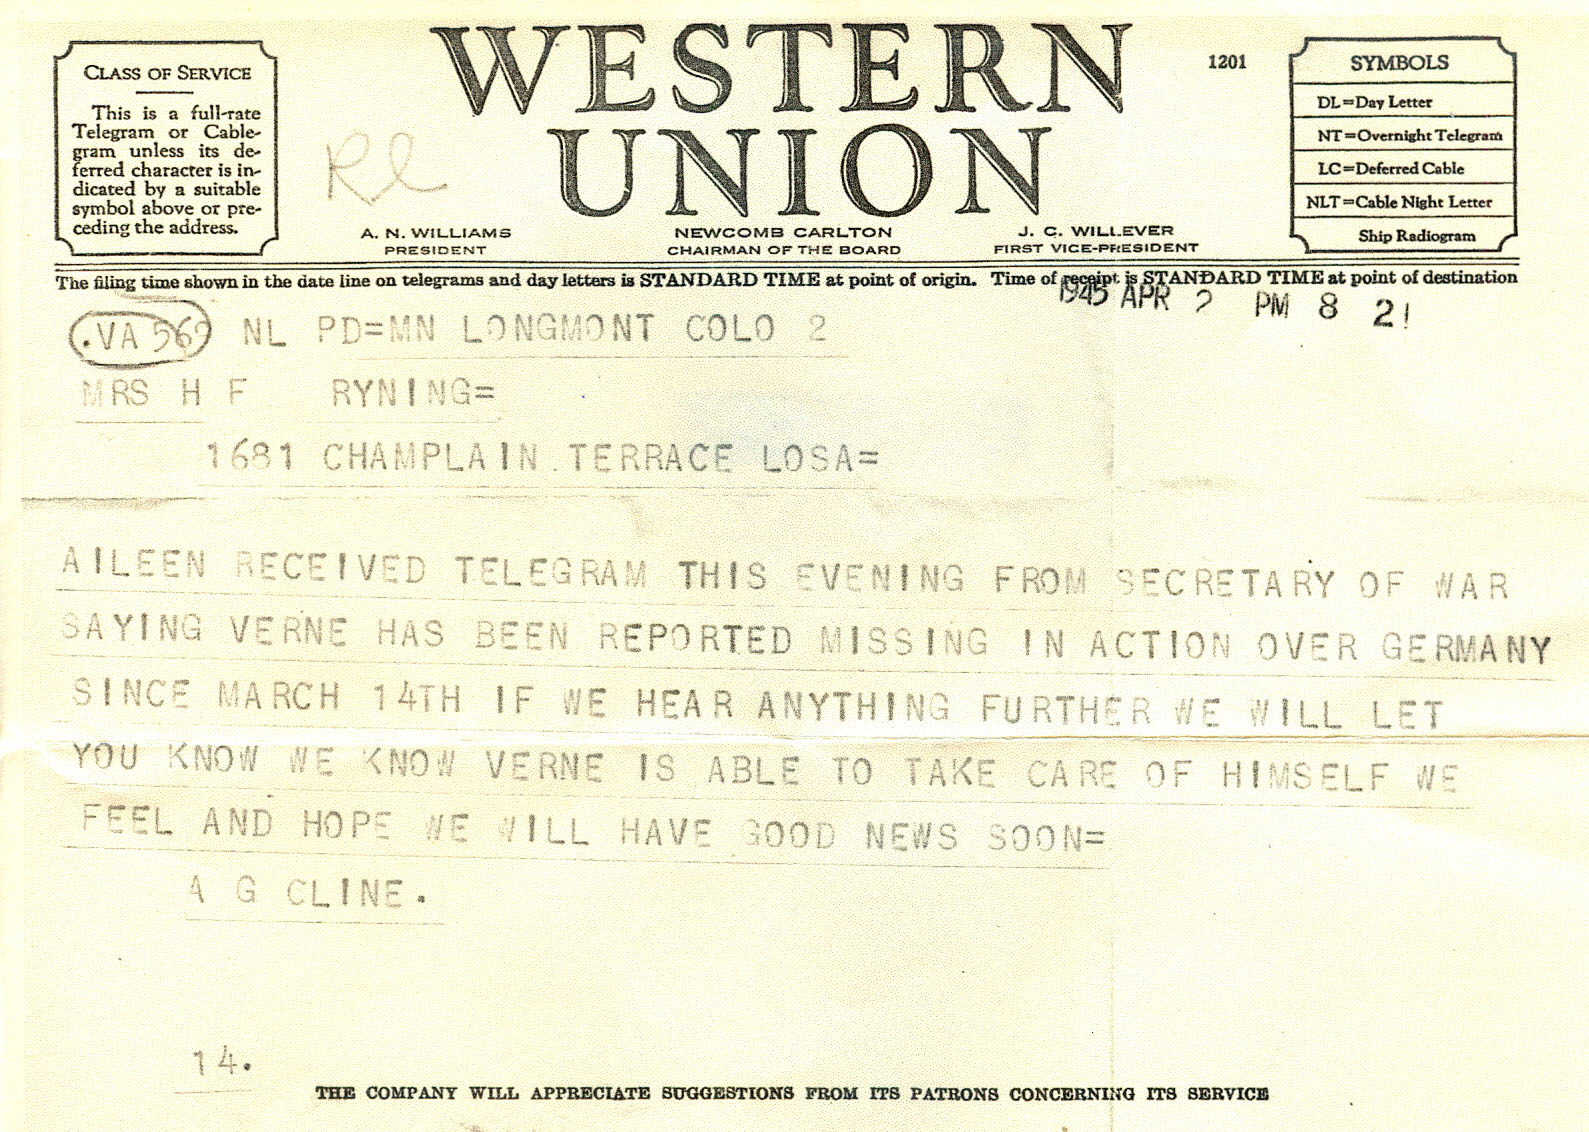 CLASS OF SERVICE
This is a full-rate
Telegram or Cable-
gram unless its de-
ferred character is in-
dicated by a suitable
symbol above or pre-
ceding the address.
WESTERN
UNION
1201
SYMBOLS
DL=Day Letter
NT=Overnight Telegram
LC=Deferred Cable
NLT=Cable Night Letter
Ship Radiogram
A. N. WILLIAMS
PRESIDENT
NEWCOMB CARLTON
CHAIRMAN OF THE BOARD
J. C. WILLEVER
FIRST VICE-PRESIDENT
The filing time shown in the date line on telegrams and day letters is STANDARD TIME at point of origin. Time of receipt is STANDARD TIME at point of destination
1945 APR 2 PM 8 21
.VA 569 NL PD=MN LONGMONT COLO 2
MRS H F RYNING=
1681 CHAMPLAIN TERRACE LOSA=
AILEEN RECEIVED TELEGRAM THIS EVENING FROM SECRETARY OF WAR
SAYING VERNE HAS BEEN REPORTED MISSING IN ACTION OVER GERMANY
SINCE MARCH 14TH IF WE HEAR ANYTHING FURTHER WE WILL LET
YOU KNOW WE KNOW VERNE IS ABLE TO TAKE CARE OF HIMSELF WE
FEEL AND HOPE WE WILL HAVE GOOD NEWS SOON=
A G CLINE.
14.
THE COMPANY WILL APPRECIATE SUGGESTIONS FROM ITS PATRONS CONCERNING ITS SERVICE